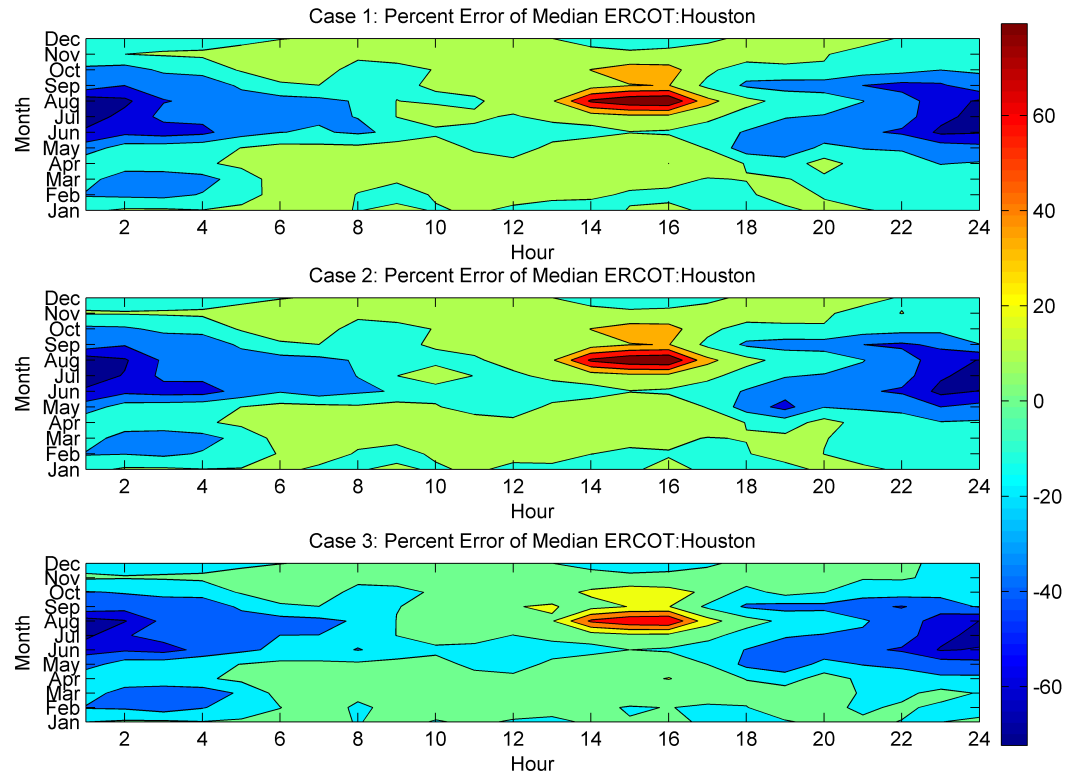 Case 1: Percent Error of Median ERCOT:Houston
Dec
Nov
Oct
Sep
Aug
Jul
Jun
May
Apr
Mar
Feb
Jan
Month
2 4 6 8 10 12 14 16 18 20 22 24
Hour
Case 2: Percent Error of Median ERCOT:Houston
Dec
Nov
Oct
Sep
Aug
Jul
Jun
May
Apr
Mar
Feb
Jan
Month
2 4 6 8 10 12 14 16 18 20 22 24
Hour
Case 3: Percent Error of Median ERCOT:Houston
Dec
Nov
Oct
Sep
Aug
Jul
Jun
May
Apr
Mar
Feb
Jan
Month
2 4 6 8 10 12 14 16 18 20 22 24
Hour
60
40
20
0
-20
-40
-60